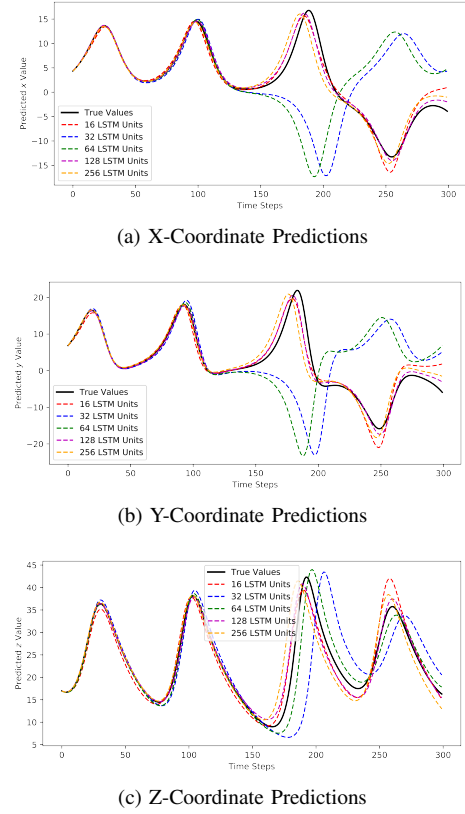 15
10
5
0
−5
−10
−15
Predicted x Value
True Values
16 LSTM Units
32 LSTM Units
64 LSTM Units
128 LSTM Units
256 LSTM Units
0 50 100 150 200 250 300
Time Steps
(a) X-Coordinate Predictions
20
10
0
−10
−20
Predicted y Value
True Values
16 LSTM Units
32 LSTM Units
64 LSTM Units
128 LSTM Units
256 LSTM Units
0 50 100 150 200 250 300
Time Steps
(b) Y-Coordinate Predictions
45
40
35
30
25
20
15
10
5
Predicted z Value
True Values
16 LSTM Units
32 LSTM Units
64 LSTM Units
128 LSTM Units
256 LSTM Units
0 50 100 150 200 250 300
Time Steps
(c) Z-Coordinate Predictions